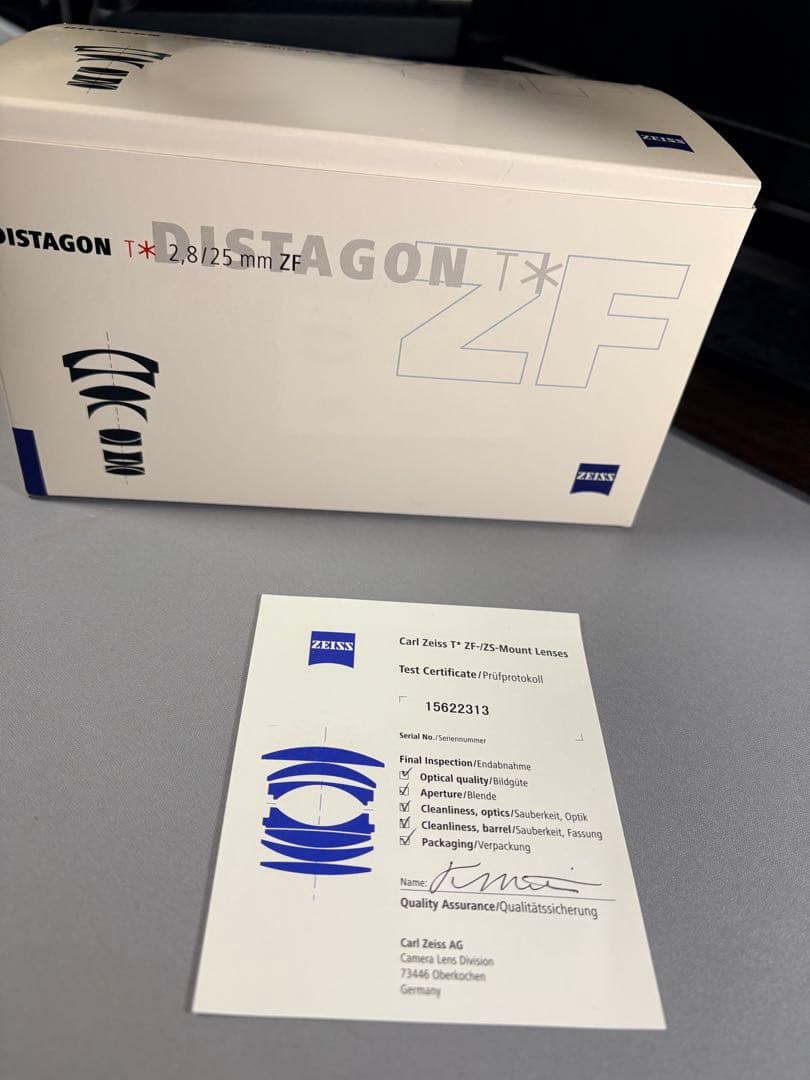 ZEISS
DISTAGON T* 2,8/25 mm ZF
DISTAGON T*
ZF
ZEISS
ZEISS
Carl Zeiss T* ZF-/ZS-Mount Lenses
Test Certificate/Prüfprotokoll
15622313
Serial No./Seriennummer
Final Inspection/Endabnahme
Optical quality/Bildgüte
Aperture/Blende
Cleanliness, optics/Sauberkeit, Optik
Cleanliness, barrel/Sauberkeit, Fassung
Packaging/Verpackung
Name:
Quality Assurance/Qualitätssicherung
Carl Zeiss AG
Camera Lens Division
73446 Oberkochen
Germany